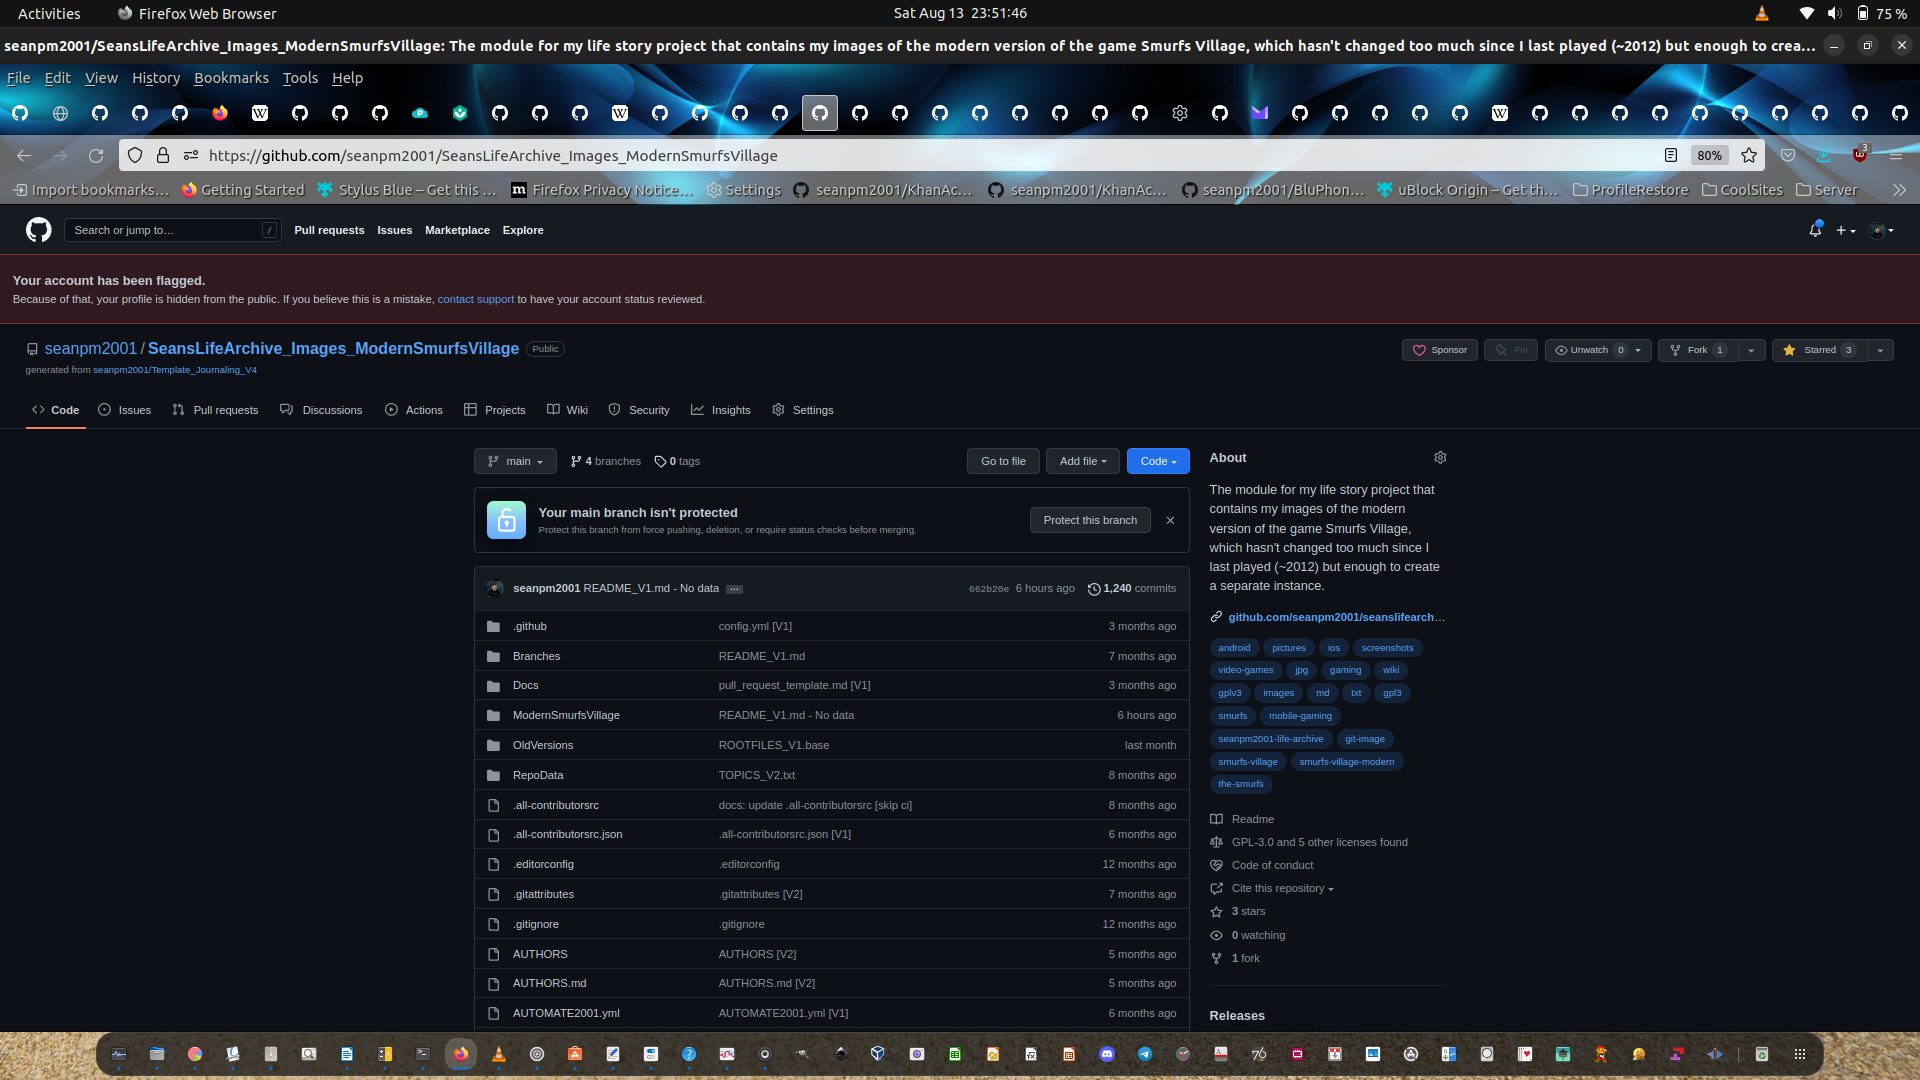 Activities Firefox Web Browser Sat Aug 13 23:51:46 75 %
seanpm2001/SeansLifeArchive_Images_ModernSmurfsVillage: The module for my life story project that contains my images of the modern version of the game Smurfs Village, which hasn't changed too much since I last played (~2012) but enough to crea…
File Edit View History Bookmarks Tools Help
https://github.com/seanpm2001/SeansLifeArchive_Images_ModernSmurfsVillage 80% 3
Import bookmarks… Getting Started Stylus Blue – Get this … Firefox Privacy Notice… Settings seanpm2001/KhanAc… seanpm2001/KhanAc… seanpm2001/BluPhon… uBlock Origin – Get th… ProfileRestore CoolSites Server
Search or jump to… / Pull requests Issues Marketplace Explore
Your account has been flagged.
Because of that, your profile is hidden from the public. If you believe this is a mistake, contact support to have your account status reviewed.
seanpm2001 / SeansLifeArchive_Images_ModernSmurfsVillage Public
Sponsor Pin Unwatch 0 Fork 1 Starred 3
generated from seanpm2001/Template_Journaling_V4
Code Issues Pull requests Discussions Actions Projects Wiki Security Insights Settings
main 4 branches 0 tags Go to file Add file Code
Your main branch isn't protected
Protect this branch from force pushing, deletion, or require status checks before merging.
Protect this branch
seanpm2001 README_V1.md - No data … 662b20e 6 hours ago 1,240 commits
.github config.yml [V1] 3 months ago
Branches README_V1.md 7 months ago
Docs pull_request_template.md [V1] 3 months ago
ModernSmurfsVillage README_V1.md - No data 6 hours ago
OldVersions ROOTFILES_V1.base last month
RepoData TOPICS_V2.txt 8 months ago
.all-contributorsrc docs: update .all-contributorsrc [skip ci] 8 months ago
.all-contributorsrc.json .all-contributorsrc.json [V1] 6 months ago
.editorconfig .editorconfig 12 months ago
.gitattributes .gitattributes [V2] 7 months ago
.gitignore .gitignore 12 months ago
AUTHORS AUTHORS [V2] 5 months ago
AUTHORS.md AUTHORS.md [V2] 5 months ago
AUTOMATE2001.yml AUTOMATE2001.yml [V1] 6 months ago
About
The module for my life story project that
contains my images of the modern
version of the game Smurfs Village,
which hasn't changed too much since I
last played (~2012) but enough to create
a separate instance.
github.com/seanpm2001/seanslifearch…
android pictures ios screenshots
video-games jpg gaming wiki
gplv3 images md txt gpl3
smurfs mobile-gaming
seanpm2001-life-archive git-image
smurfs-village smurfs-village-modern
the-smurfs
Readme
GPL-3.0 and 5 other licenses found
Code of conduct
Cite this repository
3 stars
0 watching
1 fork
Releases